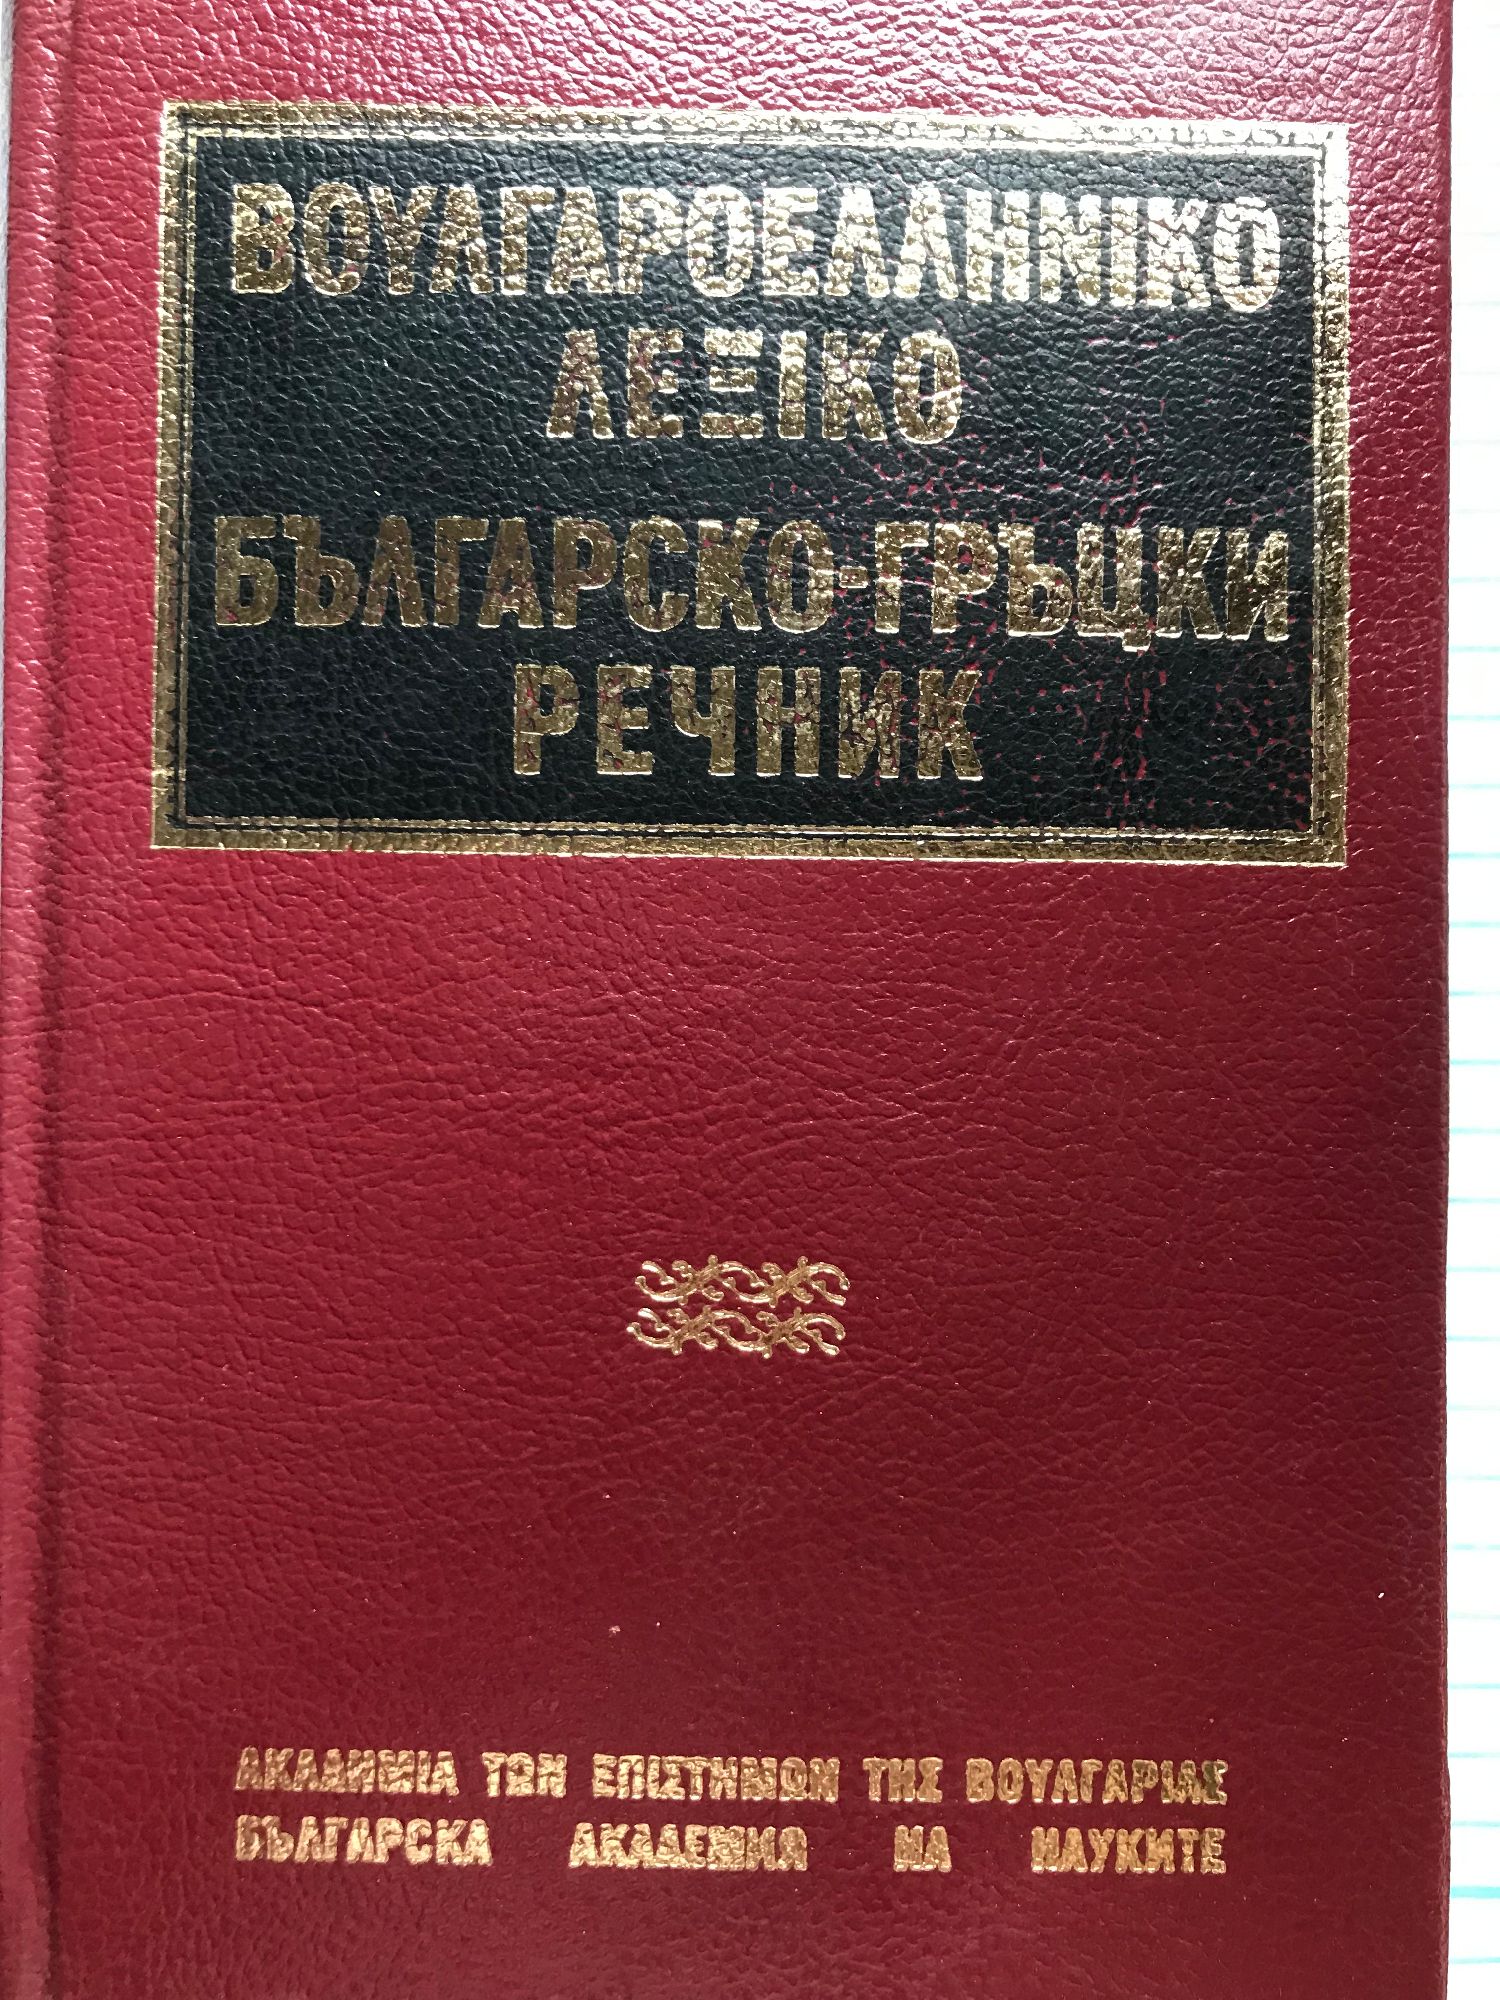 ΒΟΥΛΓΑΡΟΕΛΛΗΝΙΚΟ
ΛΕΞΙΚΟ
БЪЛГАРСКО-ГРЪЦКИ
РЕЧНИК
ΑΚΑΔΗΜΙΑ ΤΩΝ ΕΠΙΣΤΗΜΩΝ ΤΗΣ ΒΟΥΛΓΑΡΙΑΣ
БЪЛГАРСКА АКАДЕМИЯ НА НАУКИТЕ